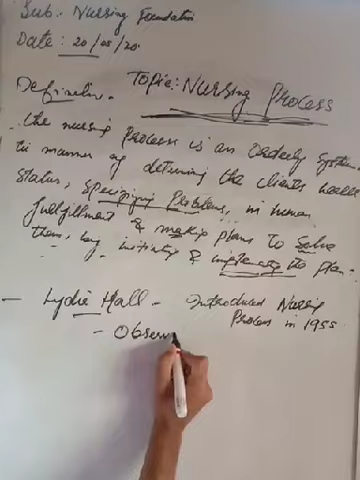 Sub. Nursing Foundation
Date: 20/05/20
Topic: Nursing Process
Definition.
The nursing Process is an Orderly System.
in manner of determing the clients health
Status, Specifying Problems, in human
fulfillment & making plans to Solve
them, by initiating & implementing the plan.
— Lydia Hall - Introduced Nursing
Process in 1955
- Observ